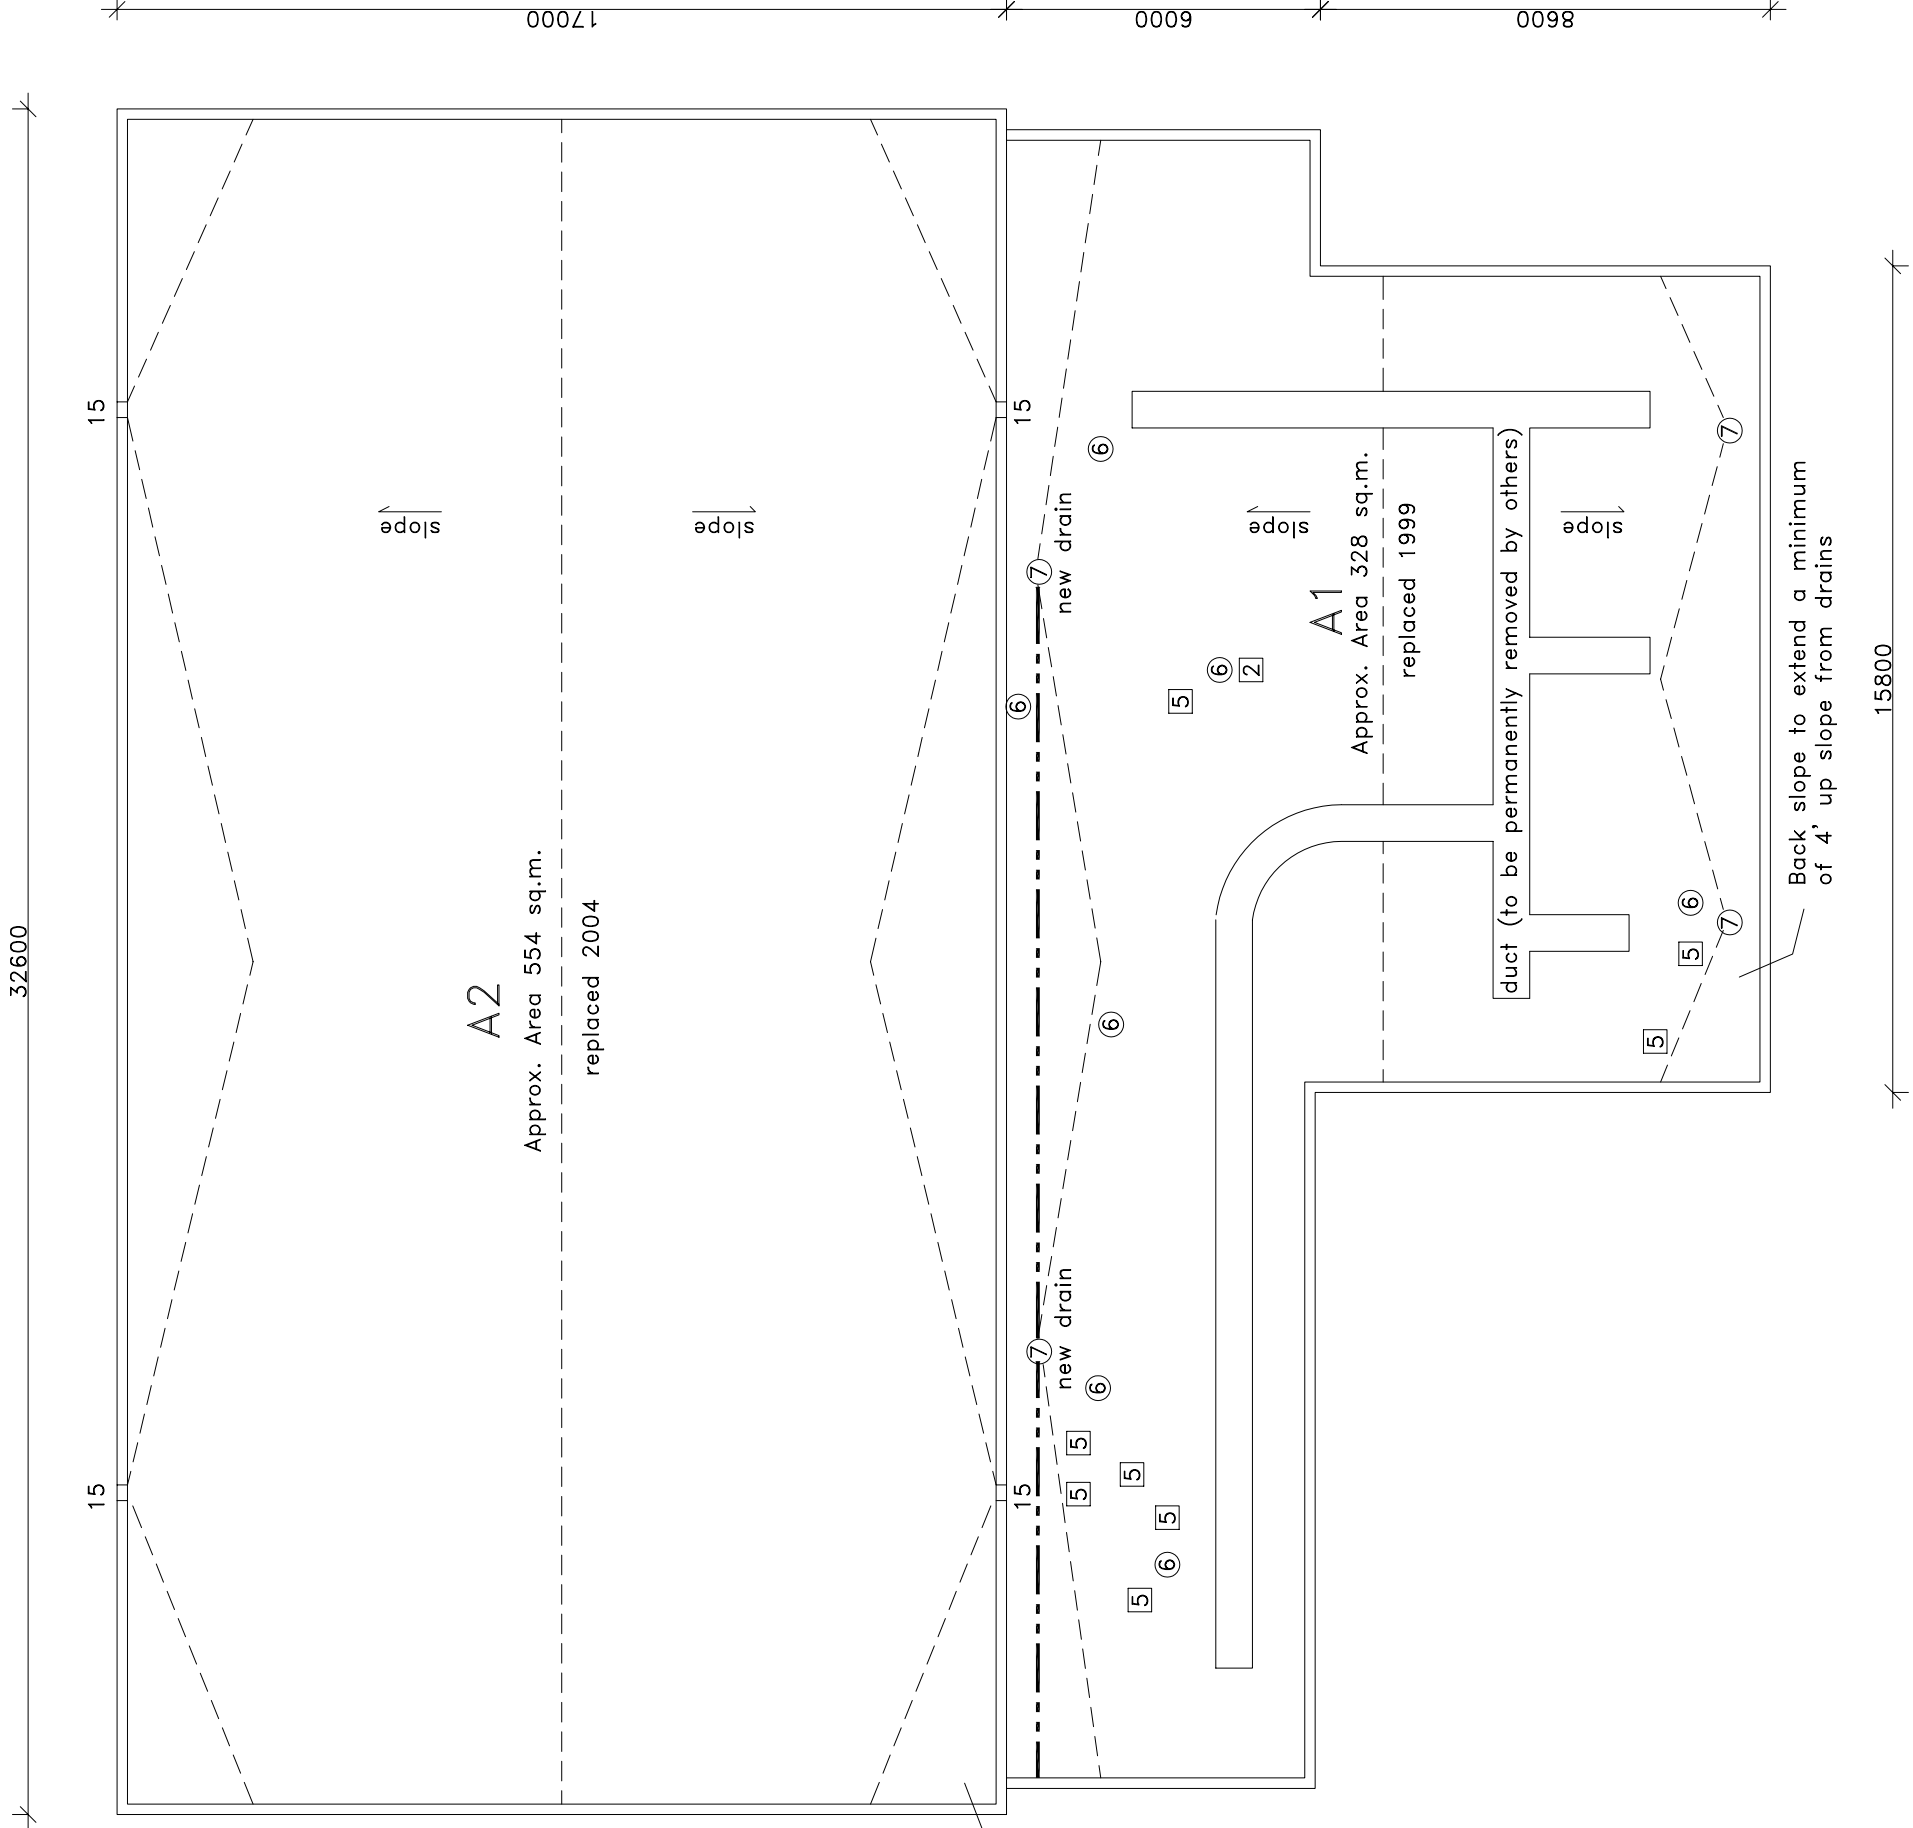 17000
6000
8600
32600
15
15
15
15
slope
slope
A2
Approx. Area 554 sq.m.
replaced 2004
new drain
new drain
7
7
6
6
6
6
6
6
2
5
5
5
5
5
5
slope
slope
A1
Approx. Area 328 sq.m.
replaced 1999
duct (to be permanently removed by others)
7
7
6
5
5
Back slope to extend a minimum
of 4' up slope from drains
15800